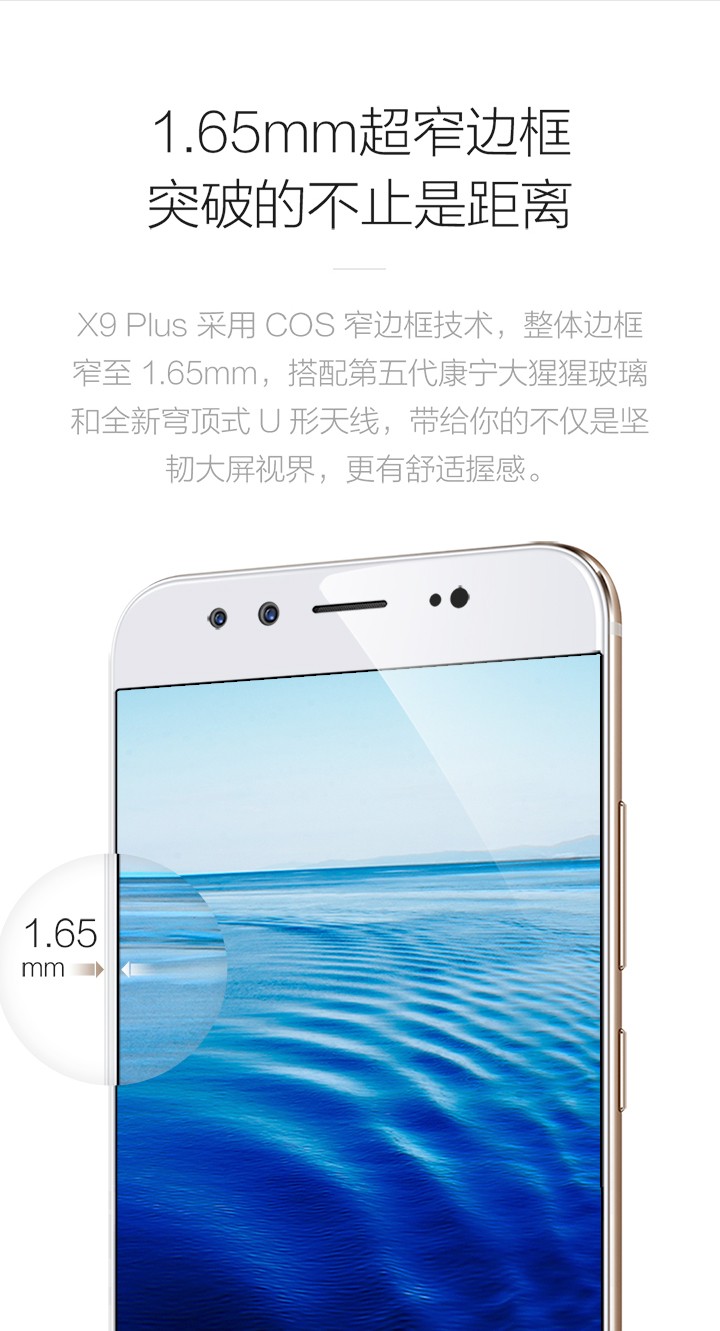 1.65mm超窄边框
突破的不止是距离
X9 Plus 采用 COS 窄边框技术，整体边框
窄至 1.65mm，搭配第五代康宁大猩猩玻璃
和全新穹顶式 U 形天线，带给你的不仅是坚
韧大屏视界，更有舒适握感。
1.65
mm